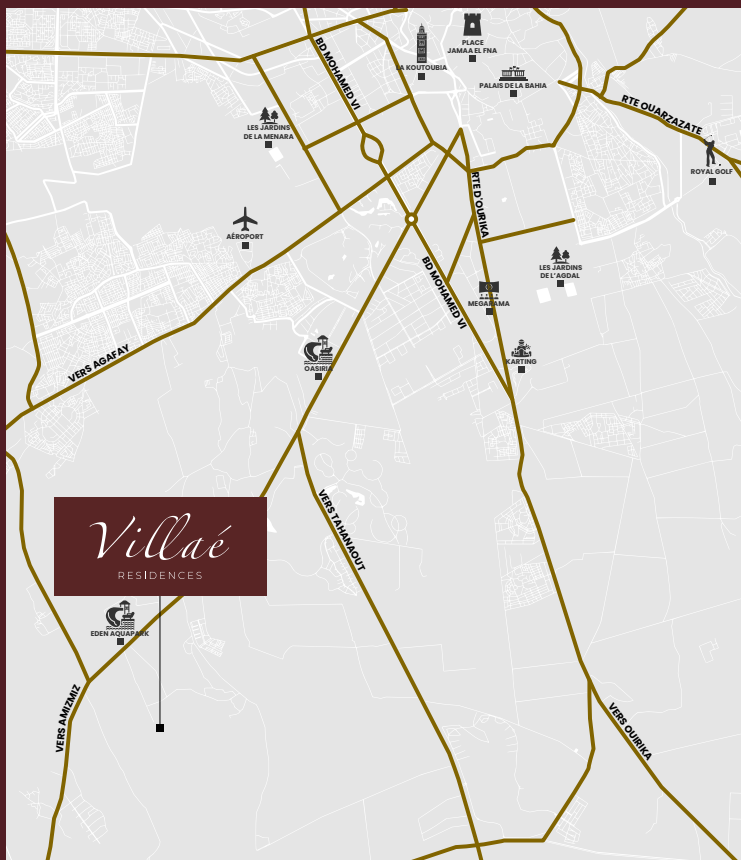 PLACE
JAMAA EL FNA
LA KOUTOUBIA
PALAIS DE LA BAHIA
BD MOHAMED VI
RTE OUARZAZATE
LES JARDINS
DE LA MENARA
ROYAL GOLF
RTE D'OURIKA
AÉROPORT
LES JARDINS
DE L'AGDAL
BD MOHAMED VI
MEGARAMA
KARTING
VERS AGAFAY
OASIRIA
VERS TAHANAOUT
Villaé
RESIDENCES
EDEN AQUAPARK
VERS AMIZMIZ
VERS OUIRIKA